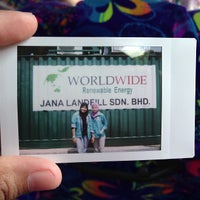 WORLDWIDE
Renewable Energy
JANA LANDFILL SDN. BHD.